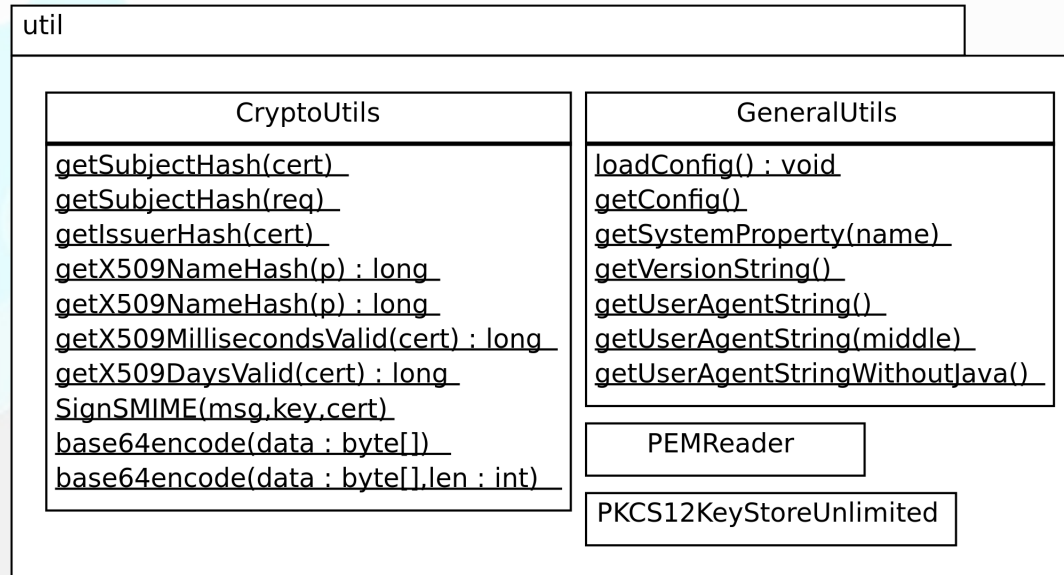 util
CryptoUtils
getSubjectHash(cert)
getSubjectHash(req)
getIssuerHash(cert)
getX509NameHash(p) : long
getX509NameHash(p) : long
getX509MillisecondsValid(cert) : long
getX509DaysValid(cert) : long
SignSMIME(msg,key,cert)
base64encode(data : byte[])
base64encode(data : byte[],len : int)
GeneralUtils
loadConfig() : void
getConfig()
getSystemProperty(name)
getVersionString()
getUserAgentString()
getUserAgentString(middle)
getUserAgentStringWithoutJava()
PEMReader
PKCS12KeyStoreUnlimited